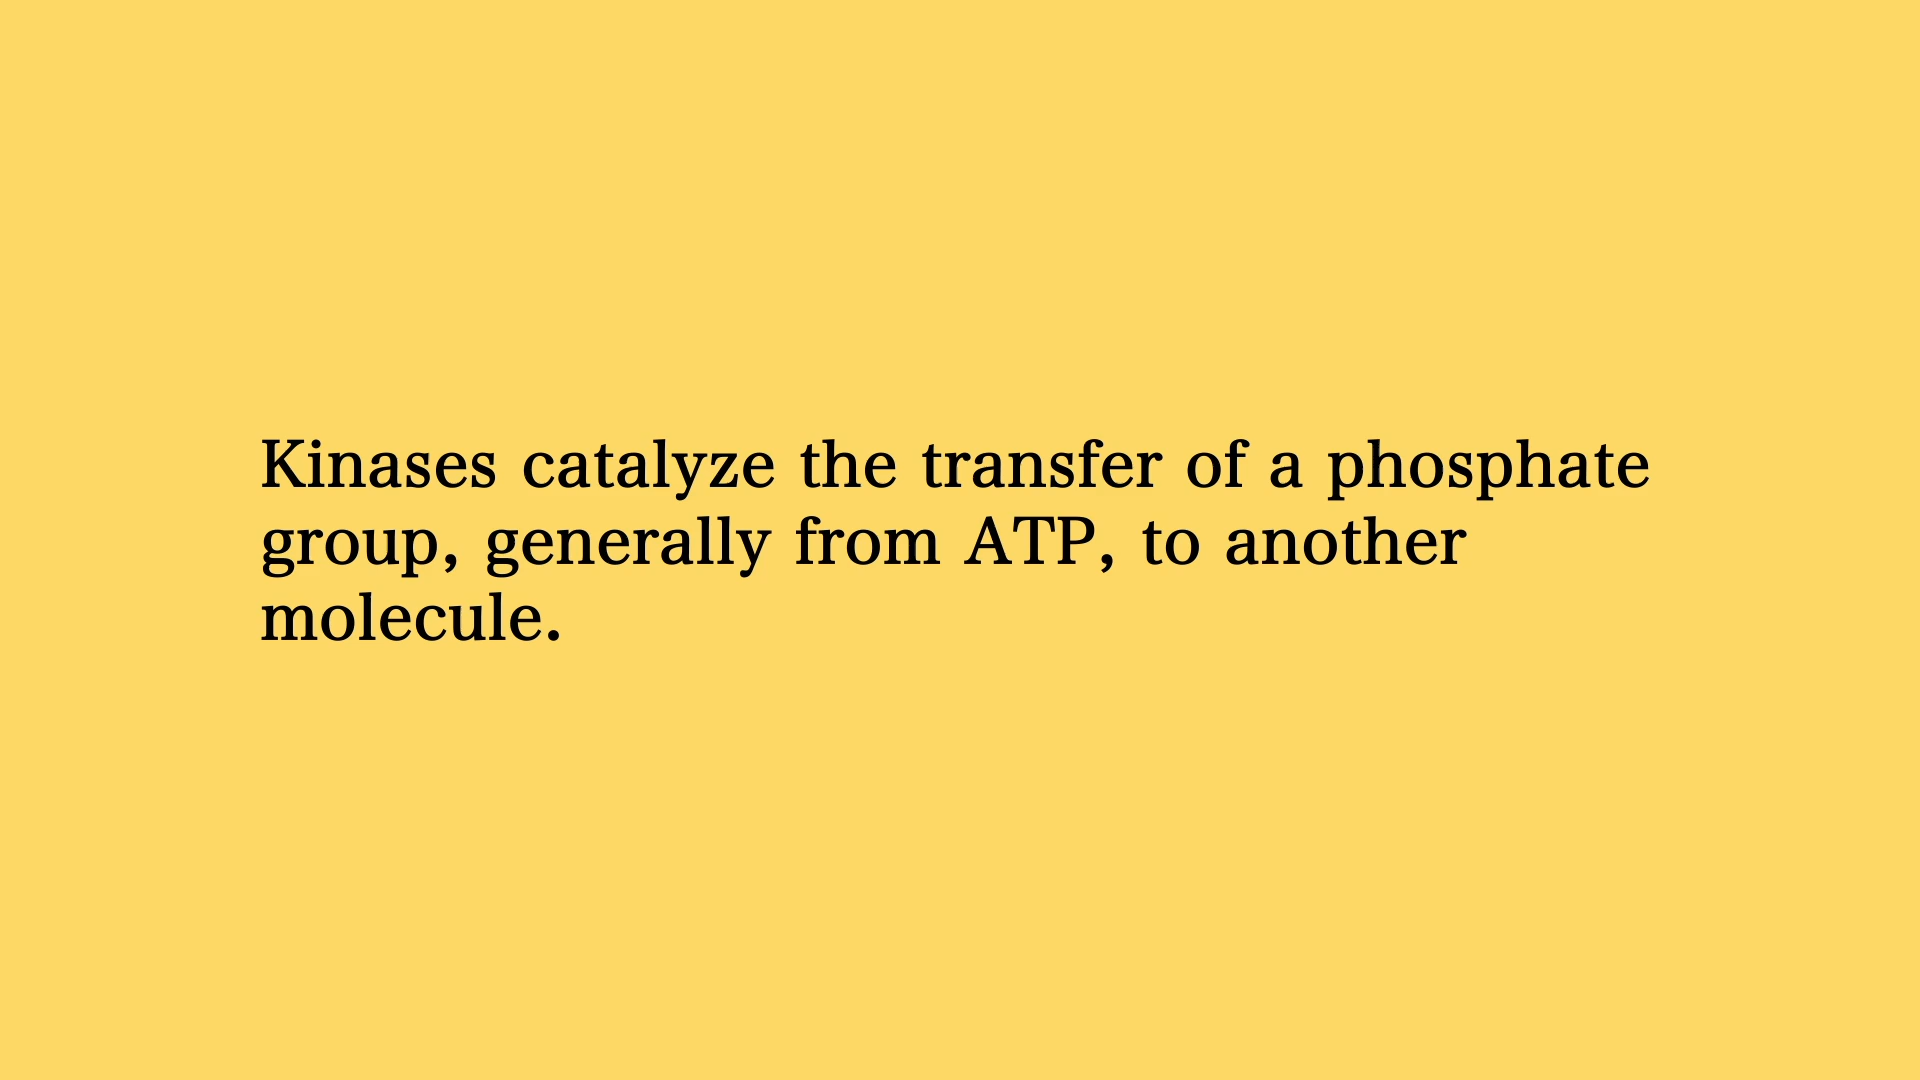 Kinases catalyze the transfer of a phosphate
group, generally from ATP, to another
molecule.